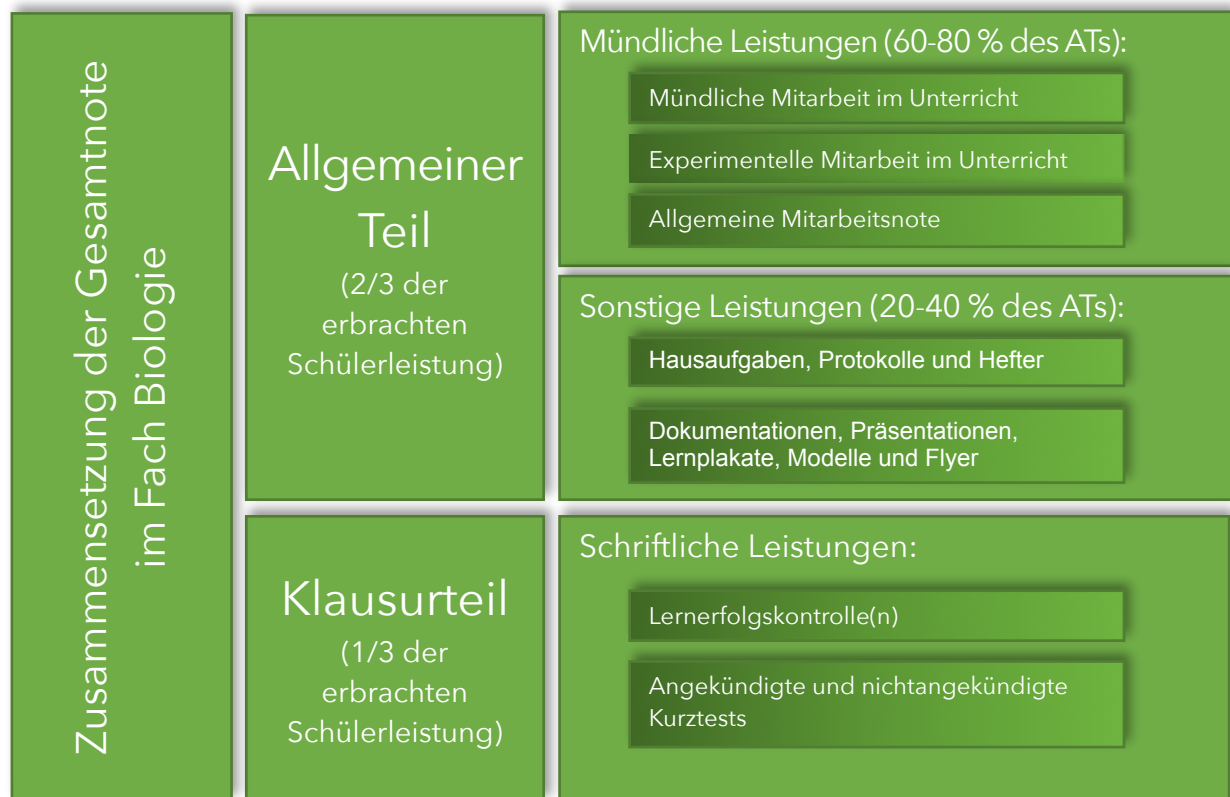 Zusammensetzung der Gesamtnote
im Fach Biologie
Allgemeiner
Teil
(2/3 der
erbrachten
Schülerleistung)
Mündliche Leistungen (60-80 % des ATs):
Mündliche Mitarbeit im Unterricht
Experimentelle Mitarbeit im Unterricht
Allgemeine Mitarbeitsnote
Sonstige Leistungen (20-40 % des ATs):
Hausaufgaben, Protokolle und Hefter
Dokumentationen, Präsentationen,
Lernplakate, Modelle und Flyer
Klausurteil
(1/3 der
erbrachten
Schülerleistung)
Schriftliche Leistungen:
Lernerfolgskontrolle(n)
Angekündigte und nichtangekündigte
Kurztests